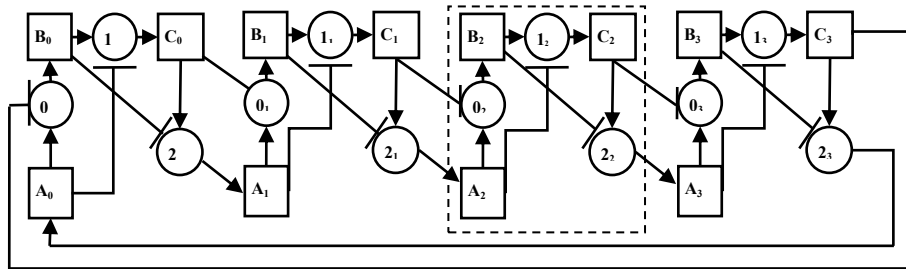 B₀ 1 C₀ B₁ 1₁ C₁ B₂ 1₂ C₂ B₃ 1₃ C₃
0 0₁ 0₂ 0₃
2 2₁ 2₂ 2₃
A₀ A₁ A₂ A₃